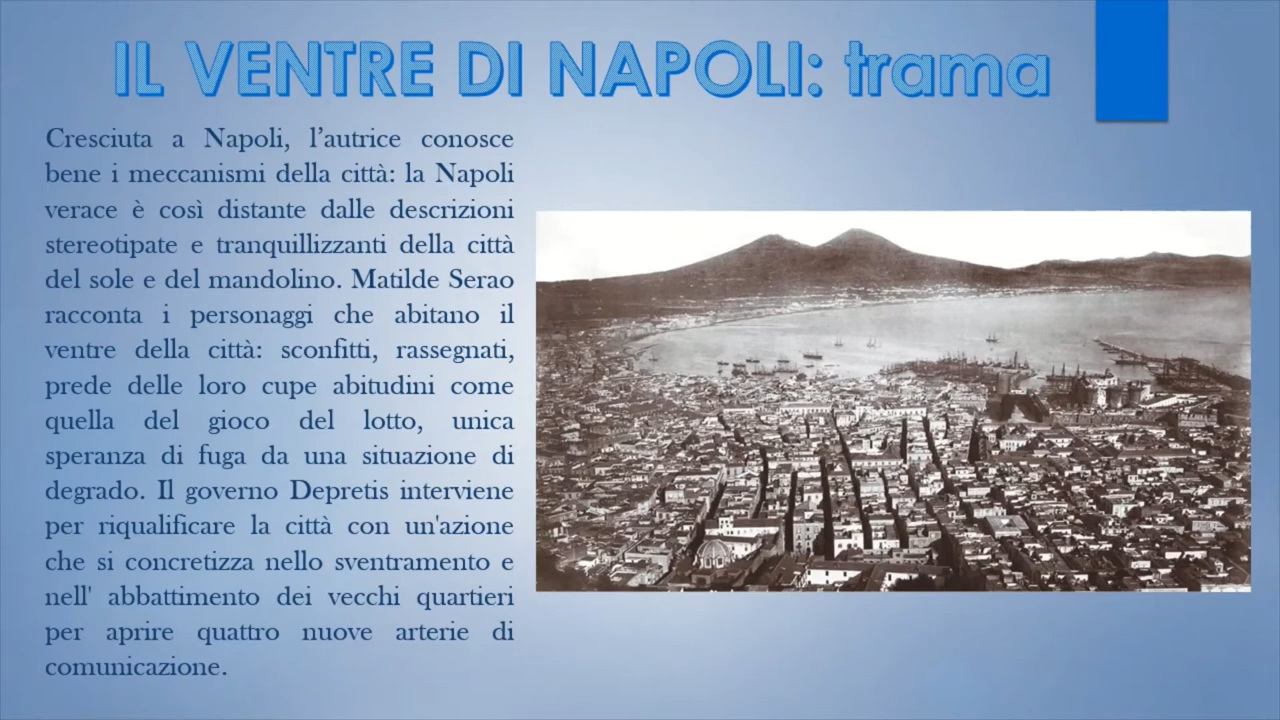 IL VENTRE DI NAPOLI: trama
Cresciuta a Napoli, l’autrice conosce
bene i meccanismi della città: la Napoli
verace è così distante dalle descrizioni
stereotipate e tranquillizzanti della città
del sole e del mandolino. Matilde Serao
racconta i personaggi che abitano il
ventre della città: sconfitti, rassegnati,
prede delle loro cupe abitudini come
quella del gioco del lotto, unica
speranza di fuga da una situazione di
degrado. Il governo Depretis interviene
per riqualificare la città con un'azione
che si concretizza nello sventramento e
nell' abbattimento dei vecchi quartieri
per aprire quattro nuove arterie di
comunicazione.